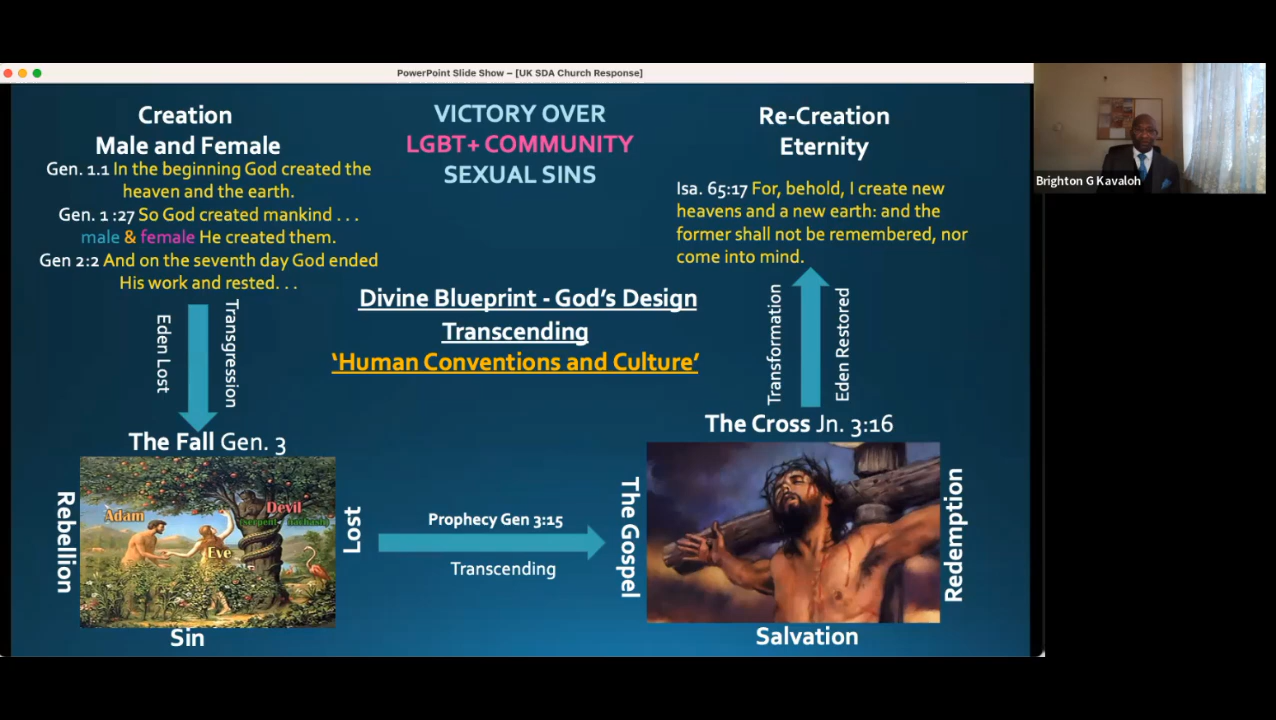 PowerPoint Slide Show – [UK SDA Church Response]
Creation
Male and Female
Gen. 1.1 In the beginning God created the
heaven and the earth.
Gen. 1:27 So God created mankind . . .
male & female He created them.
Gen 2:2 And on the seventh day God ended
His work and rested. . .
VICTORY OVER
LGBT+ COMMUNITY
SEXUAL SINS
Re-Creation
Eternity
Isa. 65:17 For, behold, I create new
heavens and a new earth: and the
former shall not be remembered, nor
come into mind.
Brighton G Kavaloh
Divine Blueprint - God's Design
Transcending
‘Human Conventions and Culture’
Eden Lost
Transgression
Transformation
Eden Restored
The Fall Gen. 3
The Cross Jn. 3:16
Rebellion
Adam
Devil
Eve
Lost
Prophecy Gen 3:15
Transcending
The Gospel
Redemption
Sin
Salvation